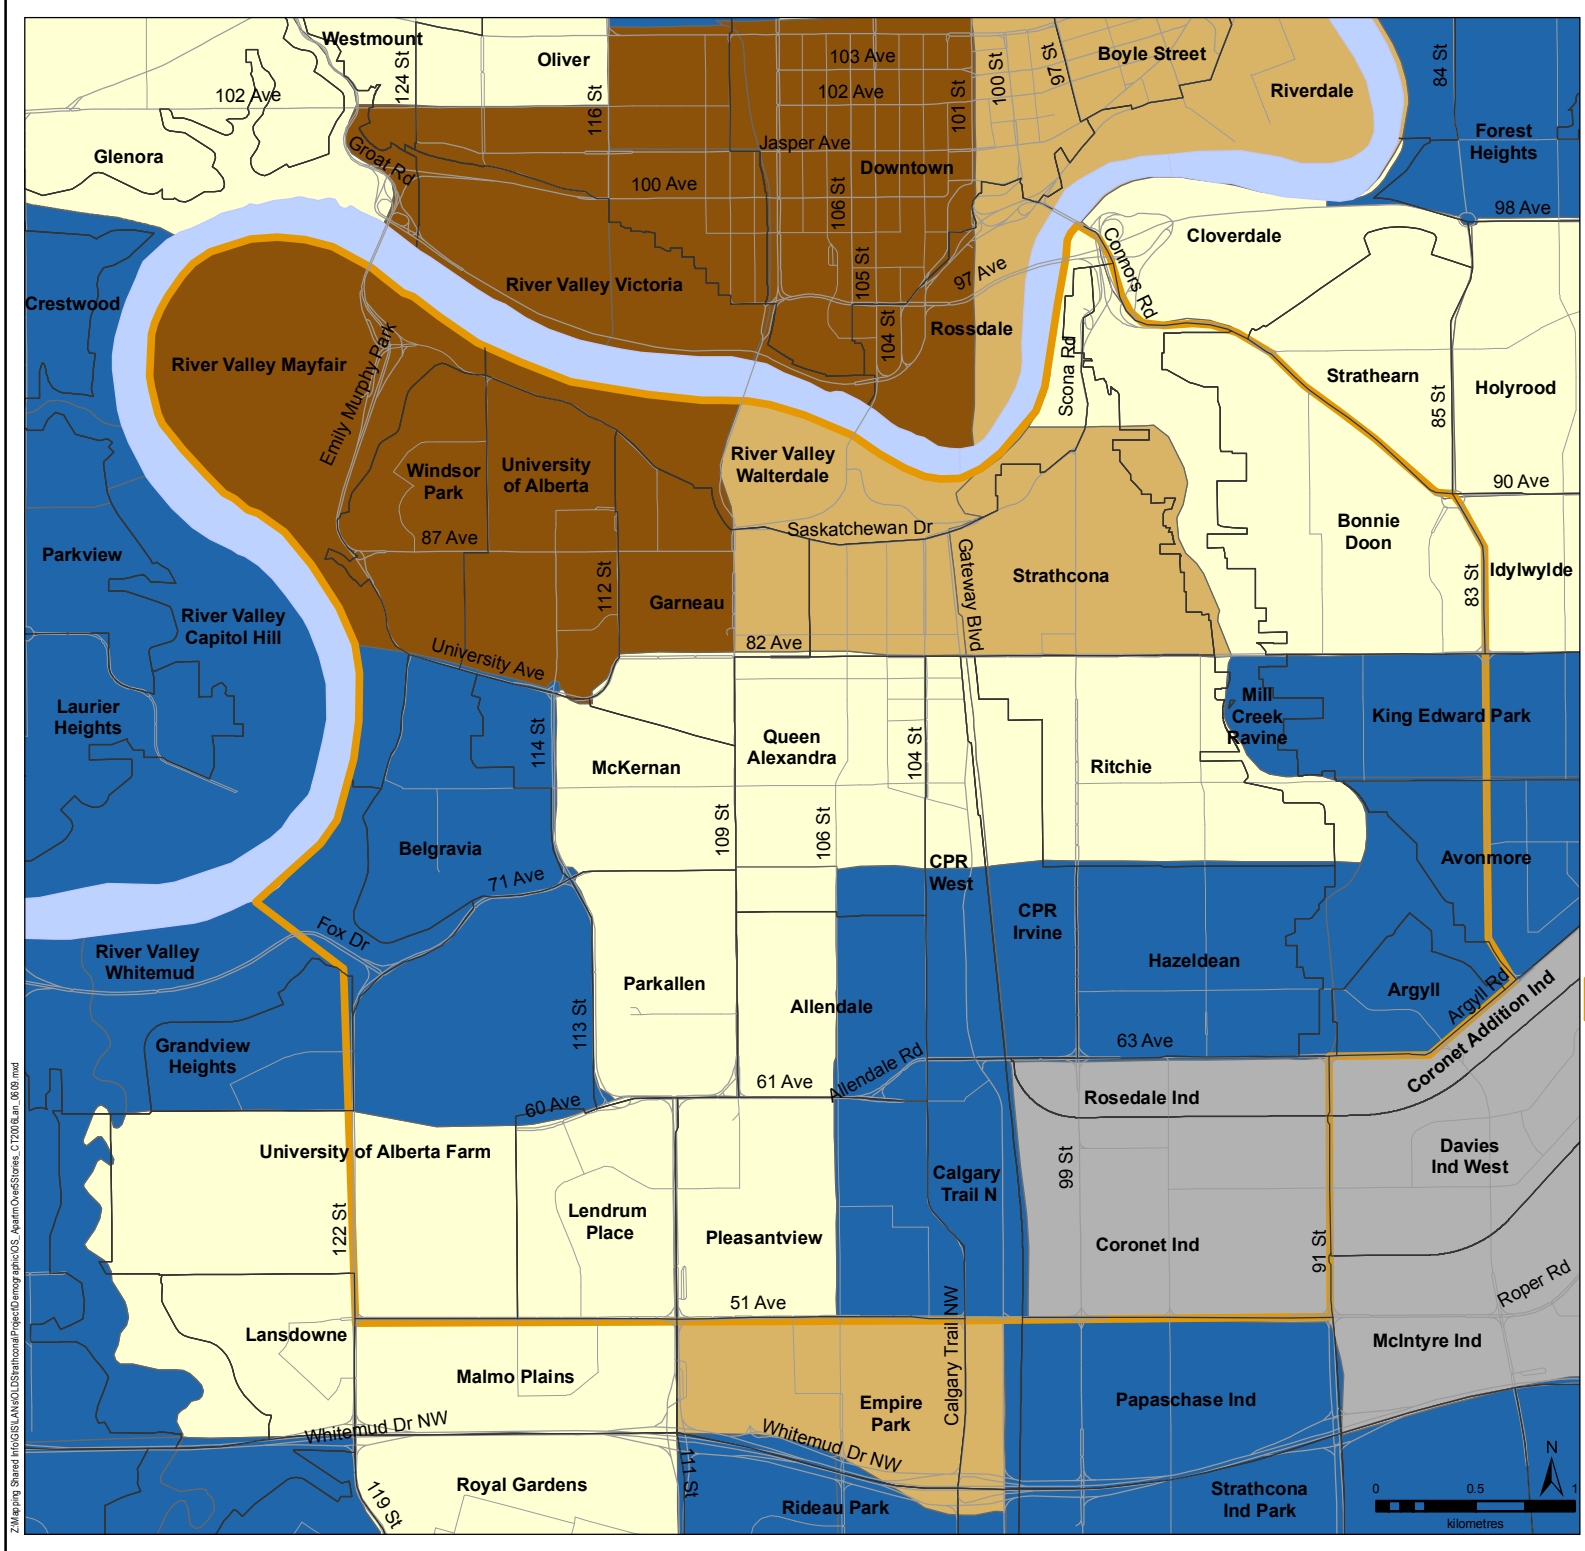 Westmount
Oliver
124 St
102 Ave
116 St
103 Ave
102 Ave
101 St
100 St
97 St
Boyle Street
Riverdale
84 St
Forest
Heights
Glenora
Groat Rd
Jasper Ave
Downtown
100 Ave
106 St
98 Ave
Cloverdale
Connors Rd
Crestwood
River Valley Victoria
105 St
97 Ave
104 St
Rossdale
River Valley Mayfair
Emily Murphy Park
Scona Rd
Strathearn
85 St
Holyrood
River Valley
Walterdale
Windsor
Park
University
of Alberta
90 Ave
Bonnie
Doon
87 Ave
Saskatchewan Dr
Gateway Blvd
Strathcona
Parkview
83 St
Idylwylde
112 St
Garneau
River Valley
Capitol Hill
82 Ave
University Ave
Laurier
Heights
Mill
Creek
Ravine
King Edward Park
114 St
McKernan
Queen
Alexandra
104 St
Ritchie
109 St
106 St
Belgravia
71 Ave
CPR
West
Avonmore
CPR
Irvine
Fox Dr
River Valley
Whitemud
Hazeldean
Parkallen
Allendale
Argyll
Argyll Rd
Coronet Addition Ind
113 St
Grandview
Heights
63 Ave
Allendale Rd
61 Ave
60 Ave
Rosedale Ind
University of Alberta Farm
99 St
Davies
Ind West
Calgary
Trail N
122 St
Lendrum
Place
Pleasantview
Coronet Ind
91 St
Roper Rd
51 Ave
Calgary Trail NW
Lansdowne
McIntyre Ind
Malmo Plains
Empire
Park
Papaschase Ind
Whitemud Dr NW
Whitemud Dr NW
119 St
Royal Gardens
111 St
Rideau Park
Strathcona
Ind Park
N
0 0.5 1
kilometres